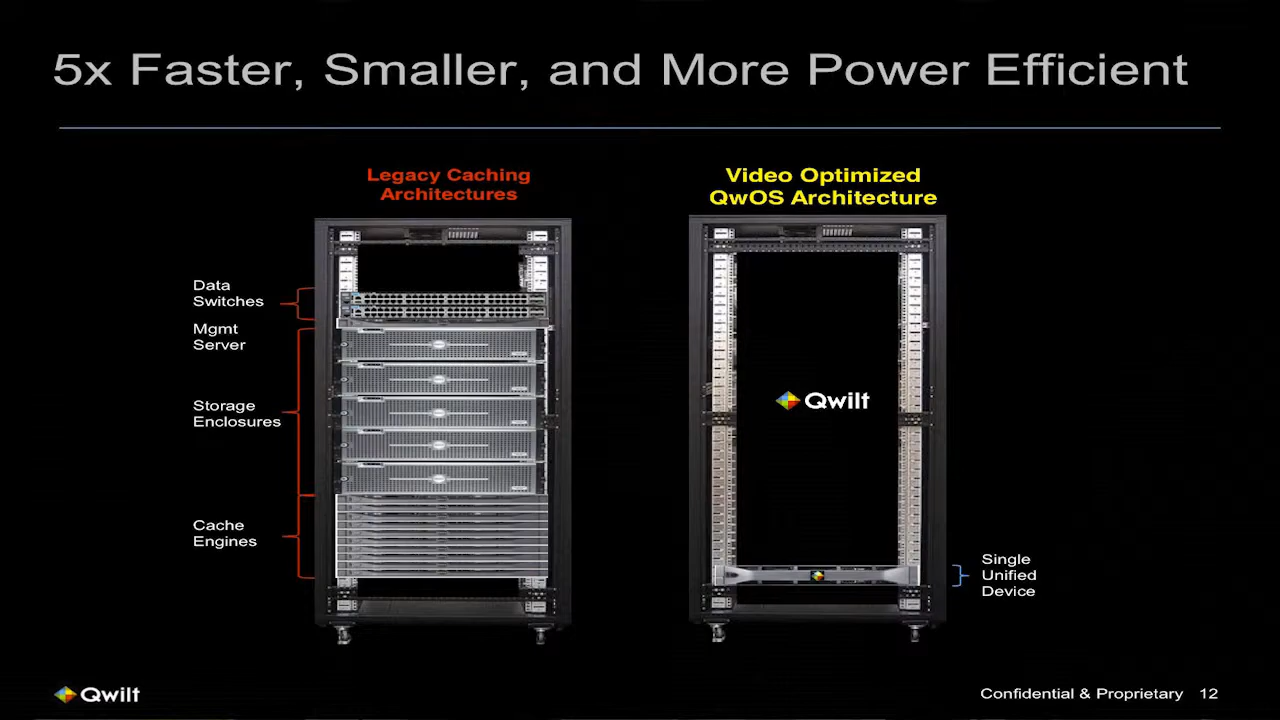 5x Faster, Smaller, and More Power Efficient
Legacy Caching
Architectures
Video Optimized
QwOS Architecture
Data
Switches
Mgmt
Server
Storage
Enclosures
Cache
Engines
Qwilt
Single
Unified
Device
Qwilt
Confidential & Proprietary 12